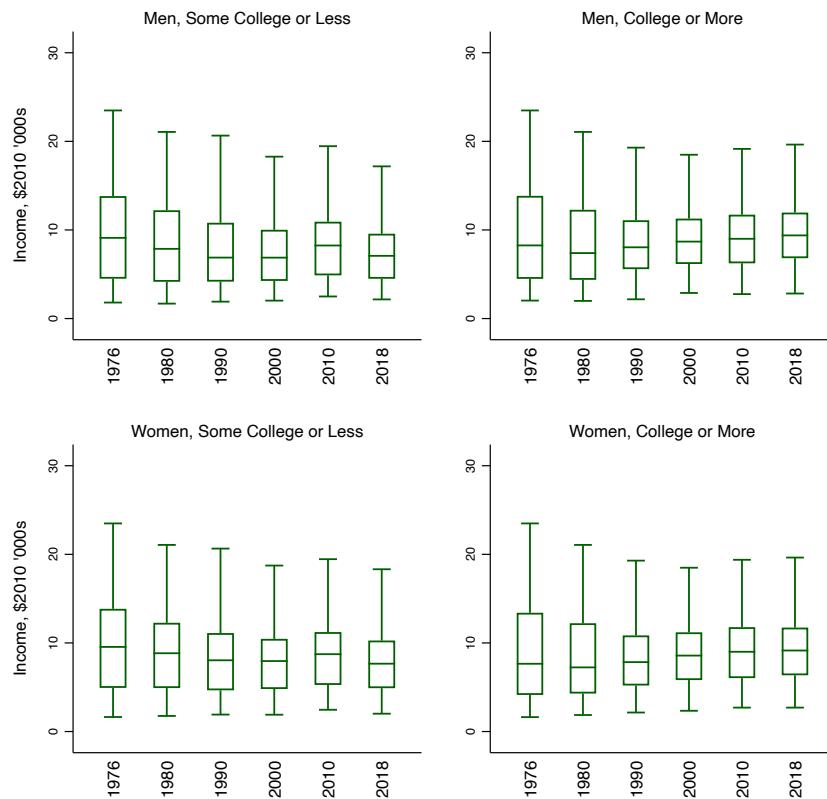 Men, Some College or Less
Men, College or More
Income, $2010 '000s
30
20
10
0
1976 1980 1990 2000 2010 2018
30
20
10
0
1976 1980 1990 2000 2010 2018
Women, Some College or Less
Women, College or More
Income, $2010 '000s
30
20
10
0
1976 1980 1990 2000 2010 2018
30
20
10
0
1976 1980 1990 2000 2010 2018